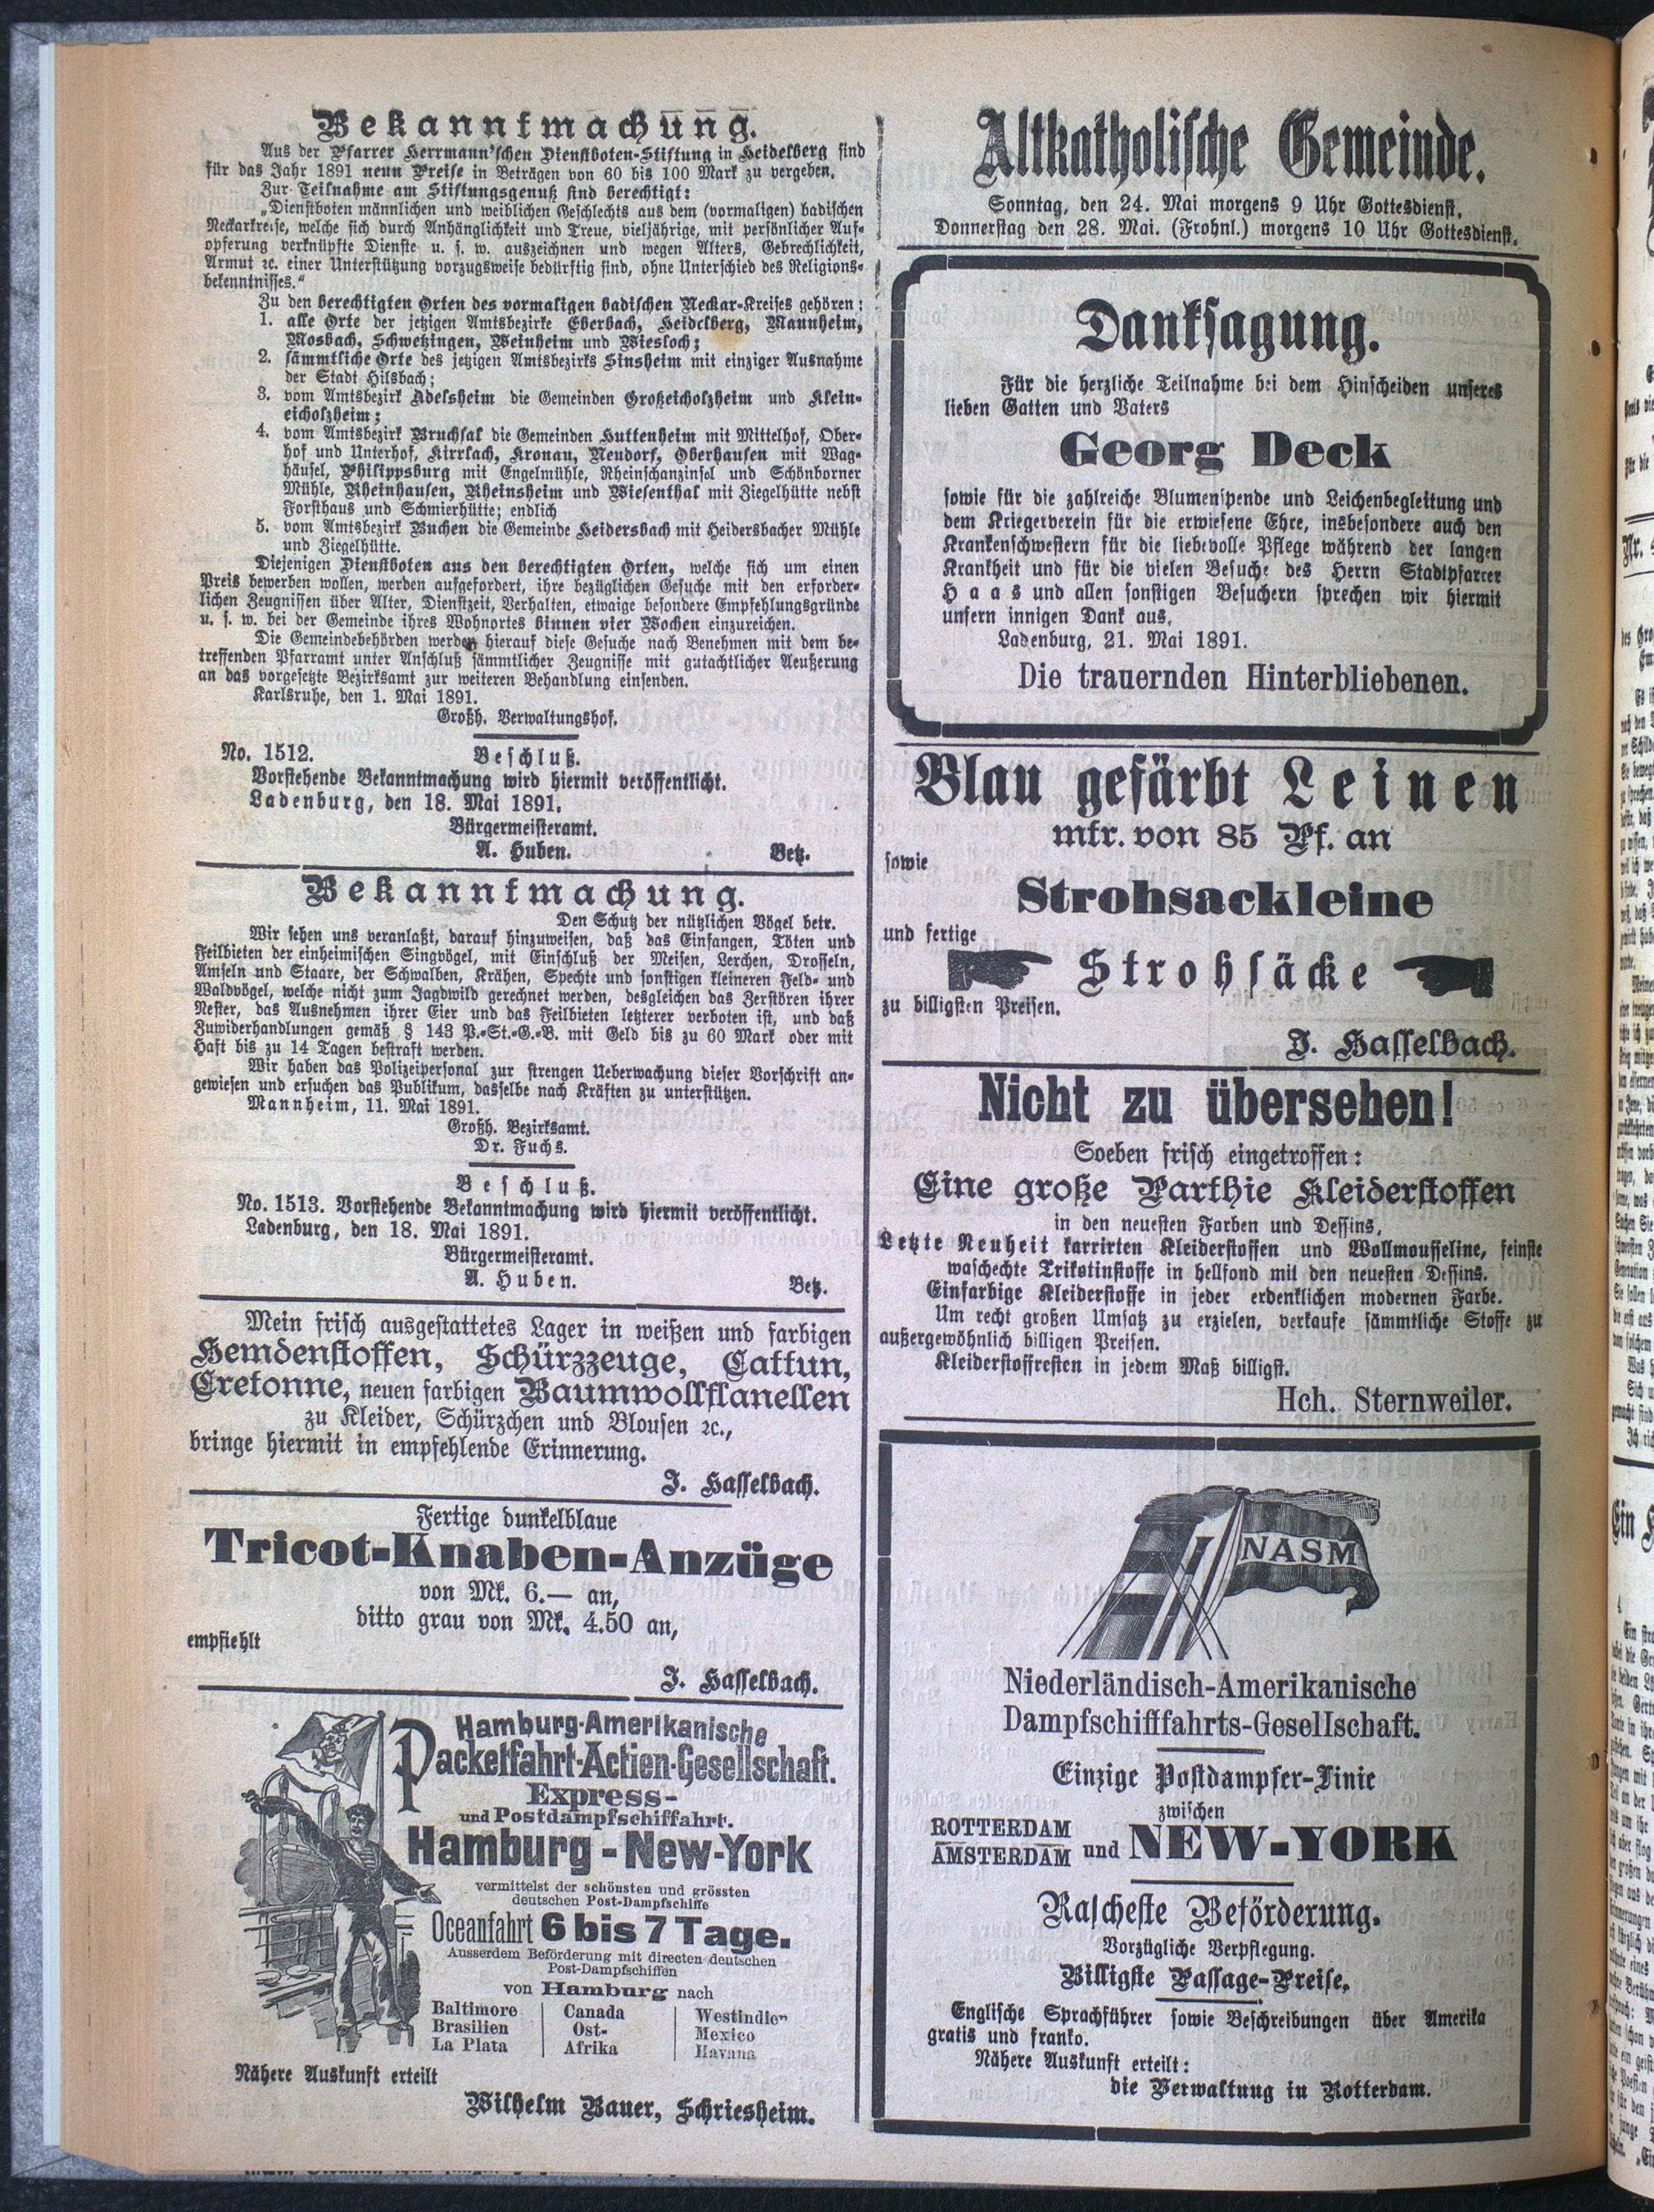 Bekanntmachung.
Aus der Pfarrer Herrmann'schen Dienstboten-Stiftung in Heidelberg sind
für das Jahr 1891 neun Preise in Beträgen von 60 bis 100 Mark zu vergeben.
Zur Teilnahme am Stiftungsgenuß sind berechtigt:
„Dienstboten männlichen und weiblichen Geschlechts aus dem (vormaligen) badischen
Neckarkreise, welche sich durch Anhänglichkeit und Treue, vieljährige, mit persönlicher Auf-
opferung verknüpfte Dienste u. s. w. auszeichnen und wegen Alters, Gebrechlichkeit,
Armut ꝛc. einer Unterstützung vorzugsweise bedürftig sind, ohne Unterschied des Religions-
bekenntnisses.“
Zu den berechtigten Orten des vormaligen badischen Neckar-Kreises gehören:
1. alle Orte der jetzigen Amtsbezirke Eberbach, Heidelberg, Mannheim,
Mosbach, Schwetzingen, Weinheim und Wiesloch;
2. sämmtliche Orte des jetzigen Amtsbezirks Sinsheim mit einziger Ausnahme
der Stadt Hilsbach;
3. vom Amtsbezirk Adelsheim die Gemeinden Großeicholzheim und Klein-
eicholzheim;
4. vom Amtsbezirk Bruchsal die Gemeinden Huttenheim mit Mittelhof, Ober-
hof und Unterhof, Kirrlach, Kronau, Neudorf, Oberhausen mit Wag-
häusel, Philippsburg mit Engelmühle, Rheinschanzinsel und Schönborner
Mühle, Rheinhausen, Rheinsheim und Wiesenthal mit Ziegelhütte nebst
Forsthaus und Schmierhütte; endlich
5. vom Amtsbezirk Buchen die Gemeinde Heidersbach mit Heidersbacher Mühle
und Ziegelhütte.
Diejenigen Dienstboten aus den berechtigten Orten, welche sich um einen
Preis bewerben wollen, werden aufgefordert, ihre bezüglichen Gesuche mit den erforder-
lichen Zeugnissen über Alter, Dienstzeit, Verhalten, etwaige besondere Empfehlungsgründe
u. s. w. bei der Gemeinde ihres Wohnortes binnen vier Wochen einzureichen.
Die Gemeindebehörden werden hierauf diese Gesuche nach Benehmen mit dem be-
treffenden Pfarramt unter Anschluß sämmtlicher Zeugnisse mit gutachtlicher Aeußerung
an das vorgesetzte Bezirksamt zur weiteren Behandlung einsenden.
Karlsruhe, den 1. Mai 1891.
Großh. Verwaltungshof.
Beschluß.
No. 1512.
Vorstehende Bekanntmachung wird hiermit veröffentlicht.
Ladenburg, den 18. Mai 1891.
Bürgermeisteramt.
A. Huben. Betz.
Bekanntmachung.
Den Schutz der nützlichen Vögel betr.
Wir sehen uns veranlaßt, darauf hinzuweisen, daß das Einfangen, Töten und
Feilbieten der einheimischen Singvögel, mit Einschluß der Meisen, Lerchen, Drosseln,
Amseln und Staare, der Schwalben, Krähen, Spechte und sonstigen kleineren Feld- und
Waldvögel, welche nicht zum Jagdwild gerechnet werden, desgleichen das Zerstören ihrer
Nester, das Ausnehmen ihrer Eier und das Feilbieten letzterer verboten ist, und daß
Zuwiderhandlungen gemäß § 143 P.-St.-G.-B. mit Geld bis zu 60 Mark oder mit
Haft bis zu 14 Tagen bestraft werden.
Wir haben das Polizeipersonal zur strengen Ueberwachung dieser Vorschrift an-
gewiesen und ersuchen das Publikum, dasselbe nach Kräften zu unterstützen.
Mannheim, 11. Mai 1891.
Großh. Bezirksamt.
Dr. Fuchs.
Beschluß.
No. 1513. Vorstehende Bekanntmachung wird hiermit veröffentlicht.
Ladenburg, den 18. Mai 1891.
Bürgermeisteramt.
A. Huben. Betz.
Mein frisch ausgestattetes Lager in weißen und farbigen
Hemdenstoffen, Schürzzeuge, Cattun,
Cretonne, neuen farbigen Baumwollflanellen
zu Kleider, Schürzchen und Blousen ꝛc.,
bringe hiermit in empfehlende Erinnerung.
J. Hasselbach.
Fertige dunkelblaue
Tricot-Knaben-Anzüge
von Mk. 6.— an,
ditto grau von Mk. 4.50 an,
empfiehlt
J. Hasselbach.
Hamburg-Amerikanische
Packetfahrt-Actien-Gesellschaft.
Express-
und Postdampfschiffahrt.
Hamburg - New-York
vermittelst der schönsten und grössten
deutschen Post-Dampfschiffe
Oceanfahrt 6 bis 7 Tage.
Ausserdem Beförderung mit directen deutschen
Post-Dampfschiffen
von Hamburg nach
Baltimore Canada Westindien
Brasilien Ost- Mexico
La Plata Afrika Havana
Nähere Auskunft erteilt
Wilhelm Bauer, Schriesheim.
Altkatholische Gemeinde.
Sonntag, den 24. Mai morgens 9 Uhr Gottesdienst.
Donnerstag den 28. Mai. (Frohnl.) morgens 10 Uhr Gottesdienst.
Danksagung.
Für die herzliche Teilnahme bei dem Hinscheiden unseres
lieben Gatten und Vaters
Georg Deck
sowie für die zahlreiche Blumenspende und Leichenbegleitung und
dem Kriegerverein für die erwiesene Ehre, insbesondere auch den
Krankenschwestern für die liebevolle Pflege während der langen
Krankheit und für die vielen Besuche des Herrn Stadtpfarrer
Haas und allen sonstigen Besuchern sprechen wir hiermit
unsern innigen Dank aus.
Ladenburg, 21. Mai 1891.
Die trauernden Hinterbliebenen.
Blau gefärbt Leinen
mtr. von 85 Pf. an
sowie
Strohsackleine
und fertige
Strohsäcke
zu billigsten Preisen.
J. Hasselbach.
Nicht zu übersehen!
Soeben frisch eingetroffen:
Eine große Parthie Kleiderstoffen
in den neuesten Farben und Dessins,
Letzte Neuheit karrirten Kleiderstoffen und Wollmousseline, feinste
waschechte Trikotinstoffe in hellfond mit den neuesten Dessins.
Einfarbige Kleiderstoffe in jeder erdenklichen modernen Farbe.
Um recht großen Umsatz zu erzielen, verkaufe sämmtliche Stoffe zu
außergewöhnlich billigen Preisen.
Kleiderstoffresten in jedem Maß billigst.
Hch. Sternweiler.
NASM
Niederländisch-Amerikanische
Dampfschifffahrts-Gesellschaft.
Einzige Postdampfer-Linie
zwischen
ROTTERDAM
AMSTERDAM und NEW-YORK
Rascheste Beförderung.
Vorzügliche Verpflegung.
Billigste Passage-Preise,
Englische Sprachführer sowie Beschreibungen über Amerika
gratis und franko.
Nähere Auskunft erteilt:
die Verwaltung in Rotterdam.